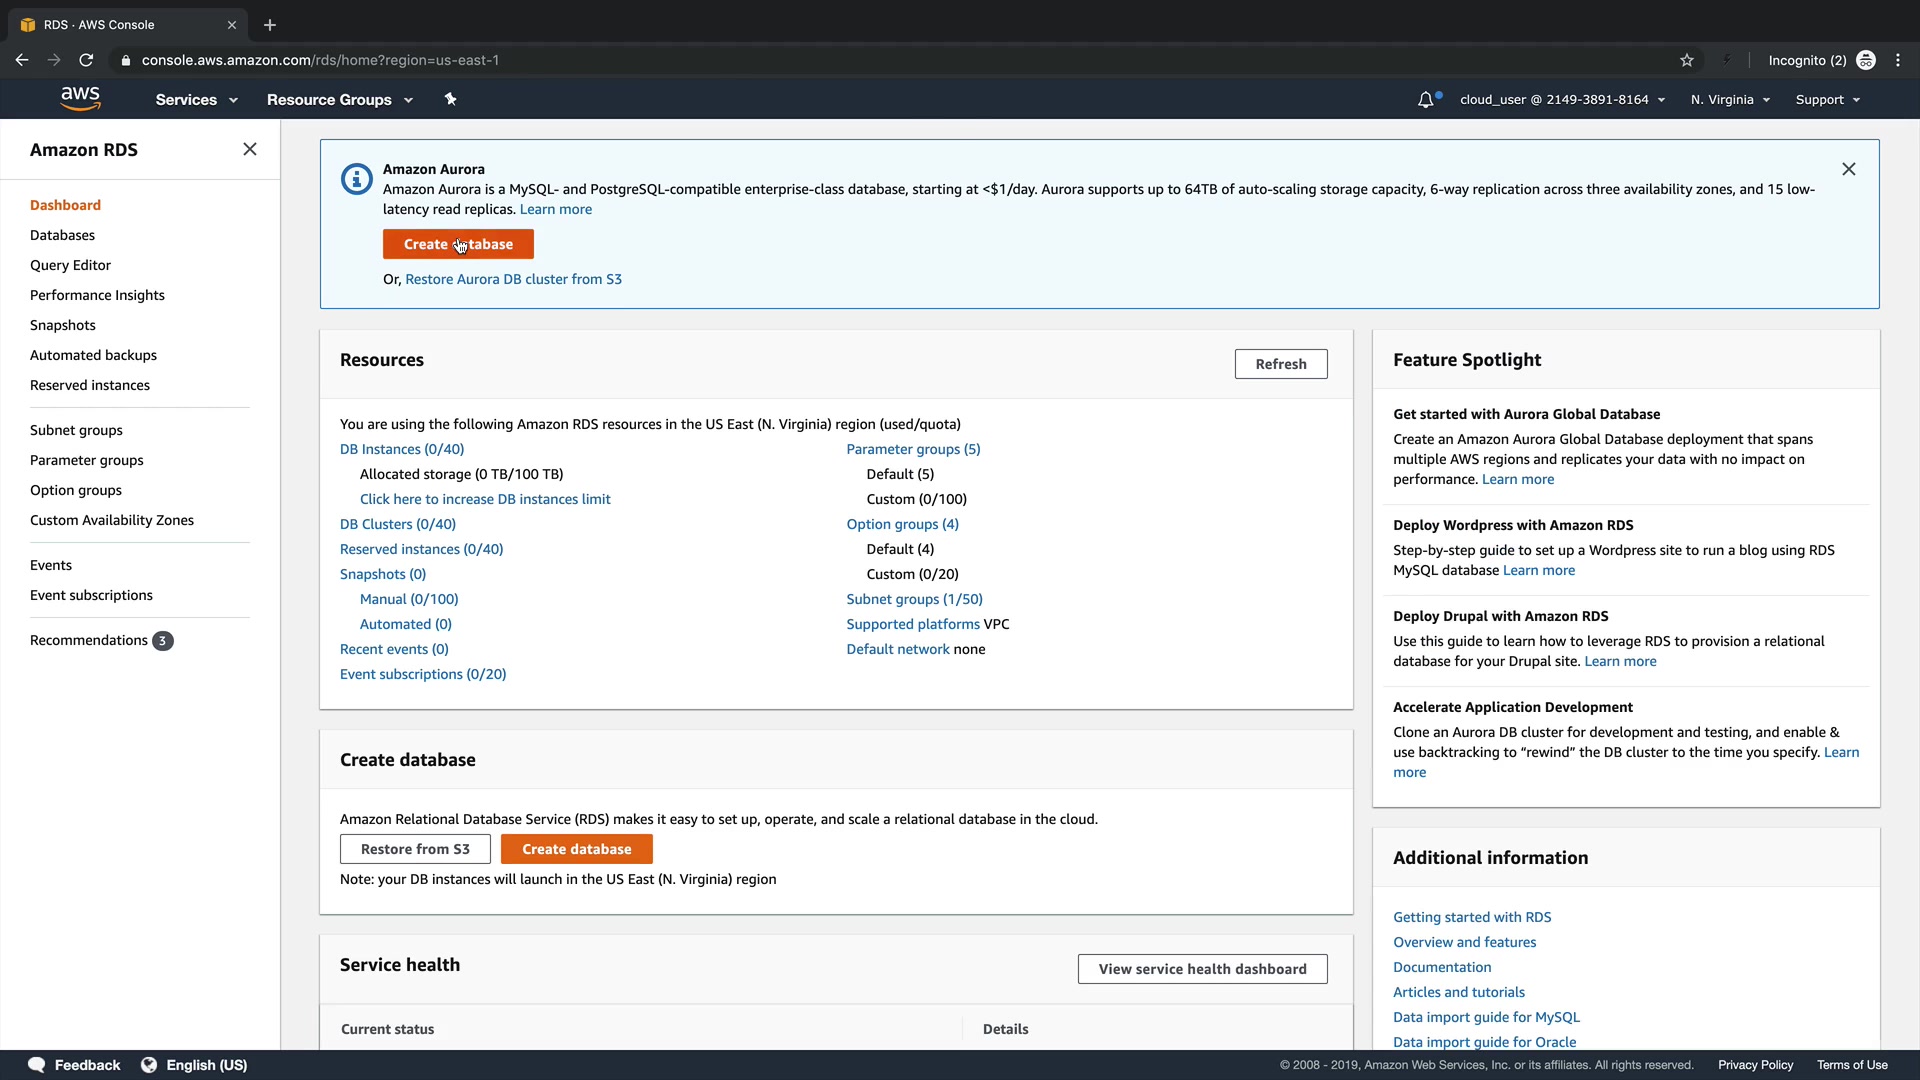 RDS · AWS Console
console.aws.amazon.com/rds/home?region=us-east-1
Incognito (2)
aws
Services
Resource Groups
cloud_user @ 2149-3891-8164
N. Virginia
Support
Amazon RDS
Dashboard
Databases
Query Editor
Performance Insights
Snapshots
Automated backups
Reserved instances
Subnet groups
Parameter groups
Option groups
Custom Availability Zones
Events
Event subscriptions
Recommendations 3
Amazon Aurora
Amazon Aurora is a MySQL- and PostgreSQL-compatible enterprise-class database, starting at <$1/day. Aurora supports up to 64TB of auto-scaling storage capacity, 6-way replication across three availability zones, and 15 low-
latency read replicas. Learn more
Create database
Or, Restore Aurora DB cluster from S3
Resources
Refresh
You are using the following Amazon RDS resources in the US East (N. Virginia) region (used/quota)
DB Instances (0/40)
Allocated storage (0 TB/100 TB)
Click here to increase DB instances limit
DB Clusters (0/40)
Reserved instances (0/40)
Snapshots (0)
Manual (0/100)
Automated (0)
Recent events (0)
Event subscriptions (0/20)
Parameter groups (5)
Default (5)
Custom (0/100)
Option groups (4)
Default (4)
Custom (0/20)
Subnet groups (1/50)
Supported platforms VPC
Default network none
Create database
Amazon Relational Database Service (RDS) makes it easy to set up, operate, and scale a relational database in the cloud.
Restore from S3
Create database
Note: your DB instances will launch in the US East (N. Virginia) region
Service health
View service health dashboard
Current status
Details
Feature Spotlight
Get started with Aurora Global Database
Create an Amazon Aurora Global Database deployment that spans
multiple AWS regions and replicates your data with no impact on
performance. Learn more
Deploy Wordpress with Amazon RDS
Step-by-step guide to set up a Wordpress site to run a blog using RDS
MySQL database Learn more
Deploy Drupal with Amazon RDS
Use this guide to learn how to leverage RDS to provision a relational
database for your Drupal site. Learn more
Accelerate Application Development
Clone an Aurora DB cluster for development and testing, and enable &
use backtracking to “rewind” the DB cluster to the time you specify. Learn
more
Additional information
Getting started with RDS
Overview and features
Documentation
Articles and tutorials
Data import guide for MySQL
Data import guide for Oracle
Feedback
English (US)
© 2008 - 2019, Amazon Web Services, Inc. or its affiliates. All rights reserved.
Privacy Policy
Terms of Use